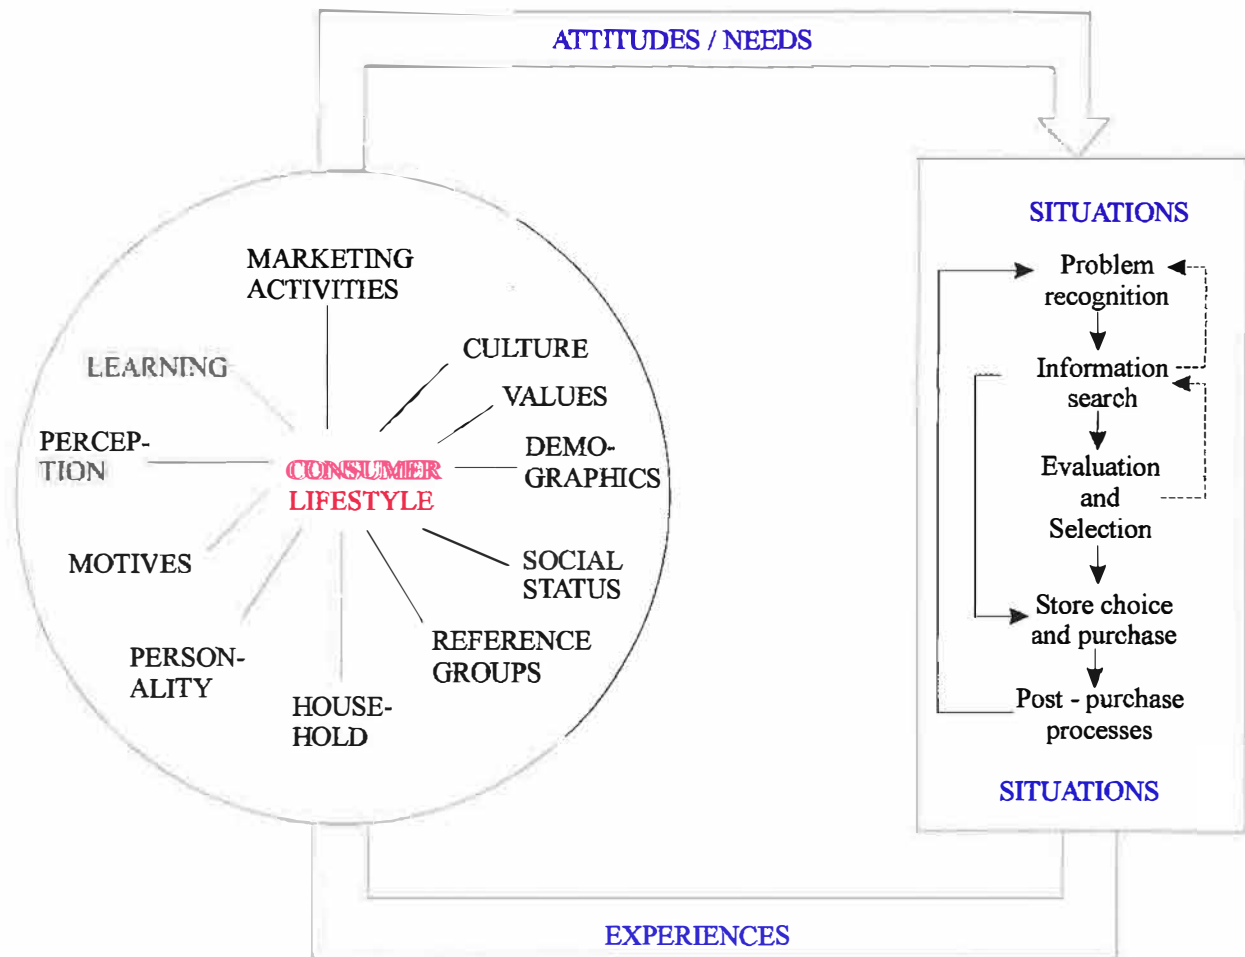 ATTITUDES / NEEDS
MARKETING
ACTIVITIES
LEARNING
CULTURE
VALUES
PERCEP-
TION
DEMO-
GRAPHICS
CONSUMER
LIFESTYLE
MOTIVES
SOCIAL
STATUS
PERSON-
ALITY
REFERENCE
GROUPS
HOUSE-
HOLD
SITUATIONS
Problem
recognition
Information
search
Evaluation
and
Selection
Store choice
and purchase
Post - purchase
processes
SITUATIONS
EXPERIENCES